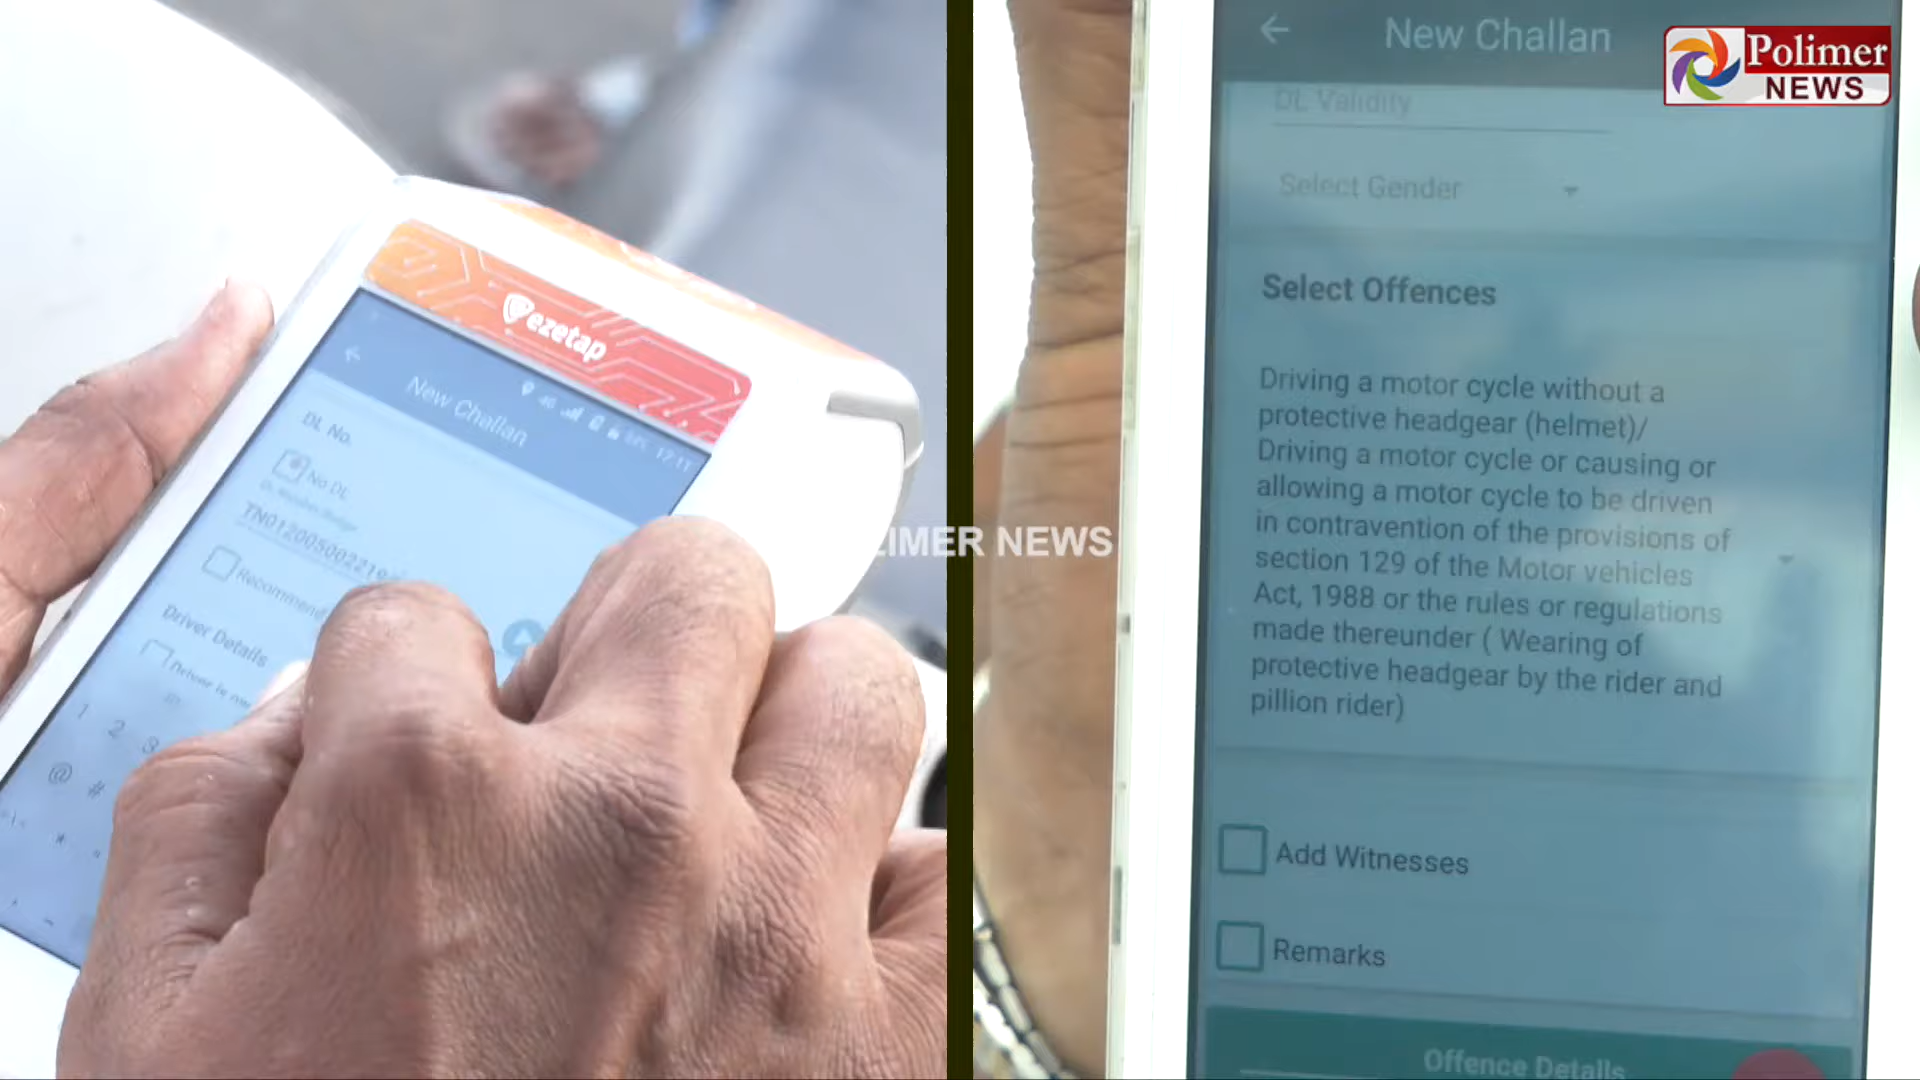 ezetap
New Challan
DL No.
No DL
Recommend
Driver Details
1 2 3
@ #
New Challan
DL Validity
Select Gender
Select Offences
Driving a motor cycle without a
protective headgear (helmet)/
Driving a motor cycle or causing or
allowing a motor cycle to be driven
in contravention of the provisions of
section 129 of the Motor vehicles
Act, 1988 or the rules or regulations
made thereunder ( Wearing of
protective headgear by the rider and
pillion rider)
Add Witnesses
Remarks
Offence Details
Polimer
NEWS
LIMER NEWS